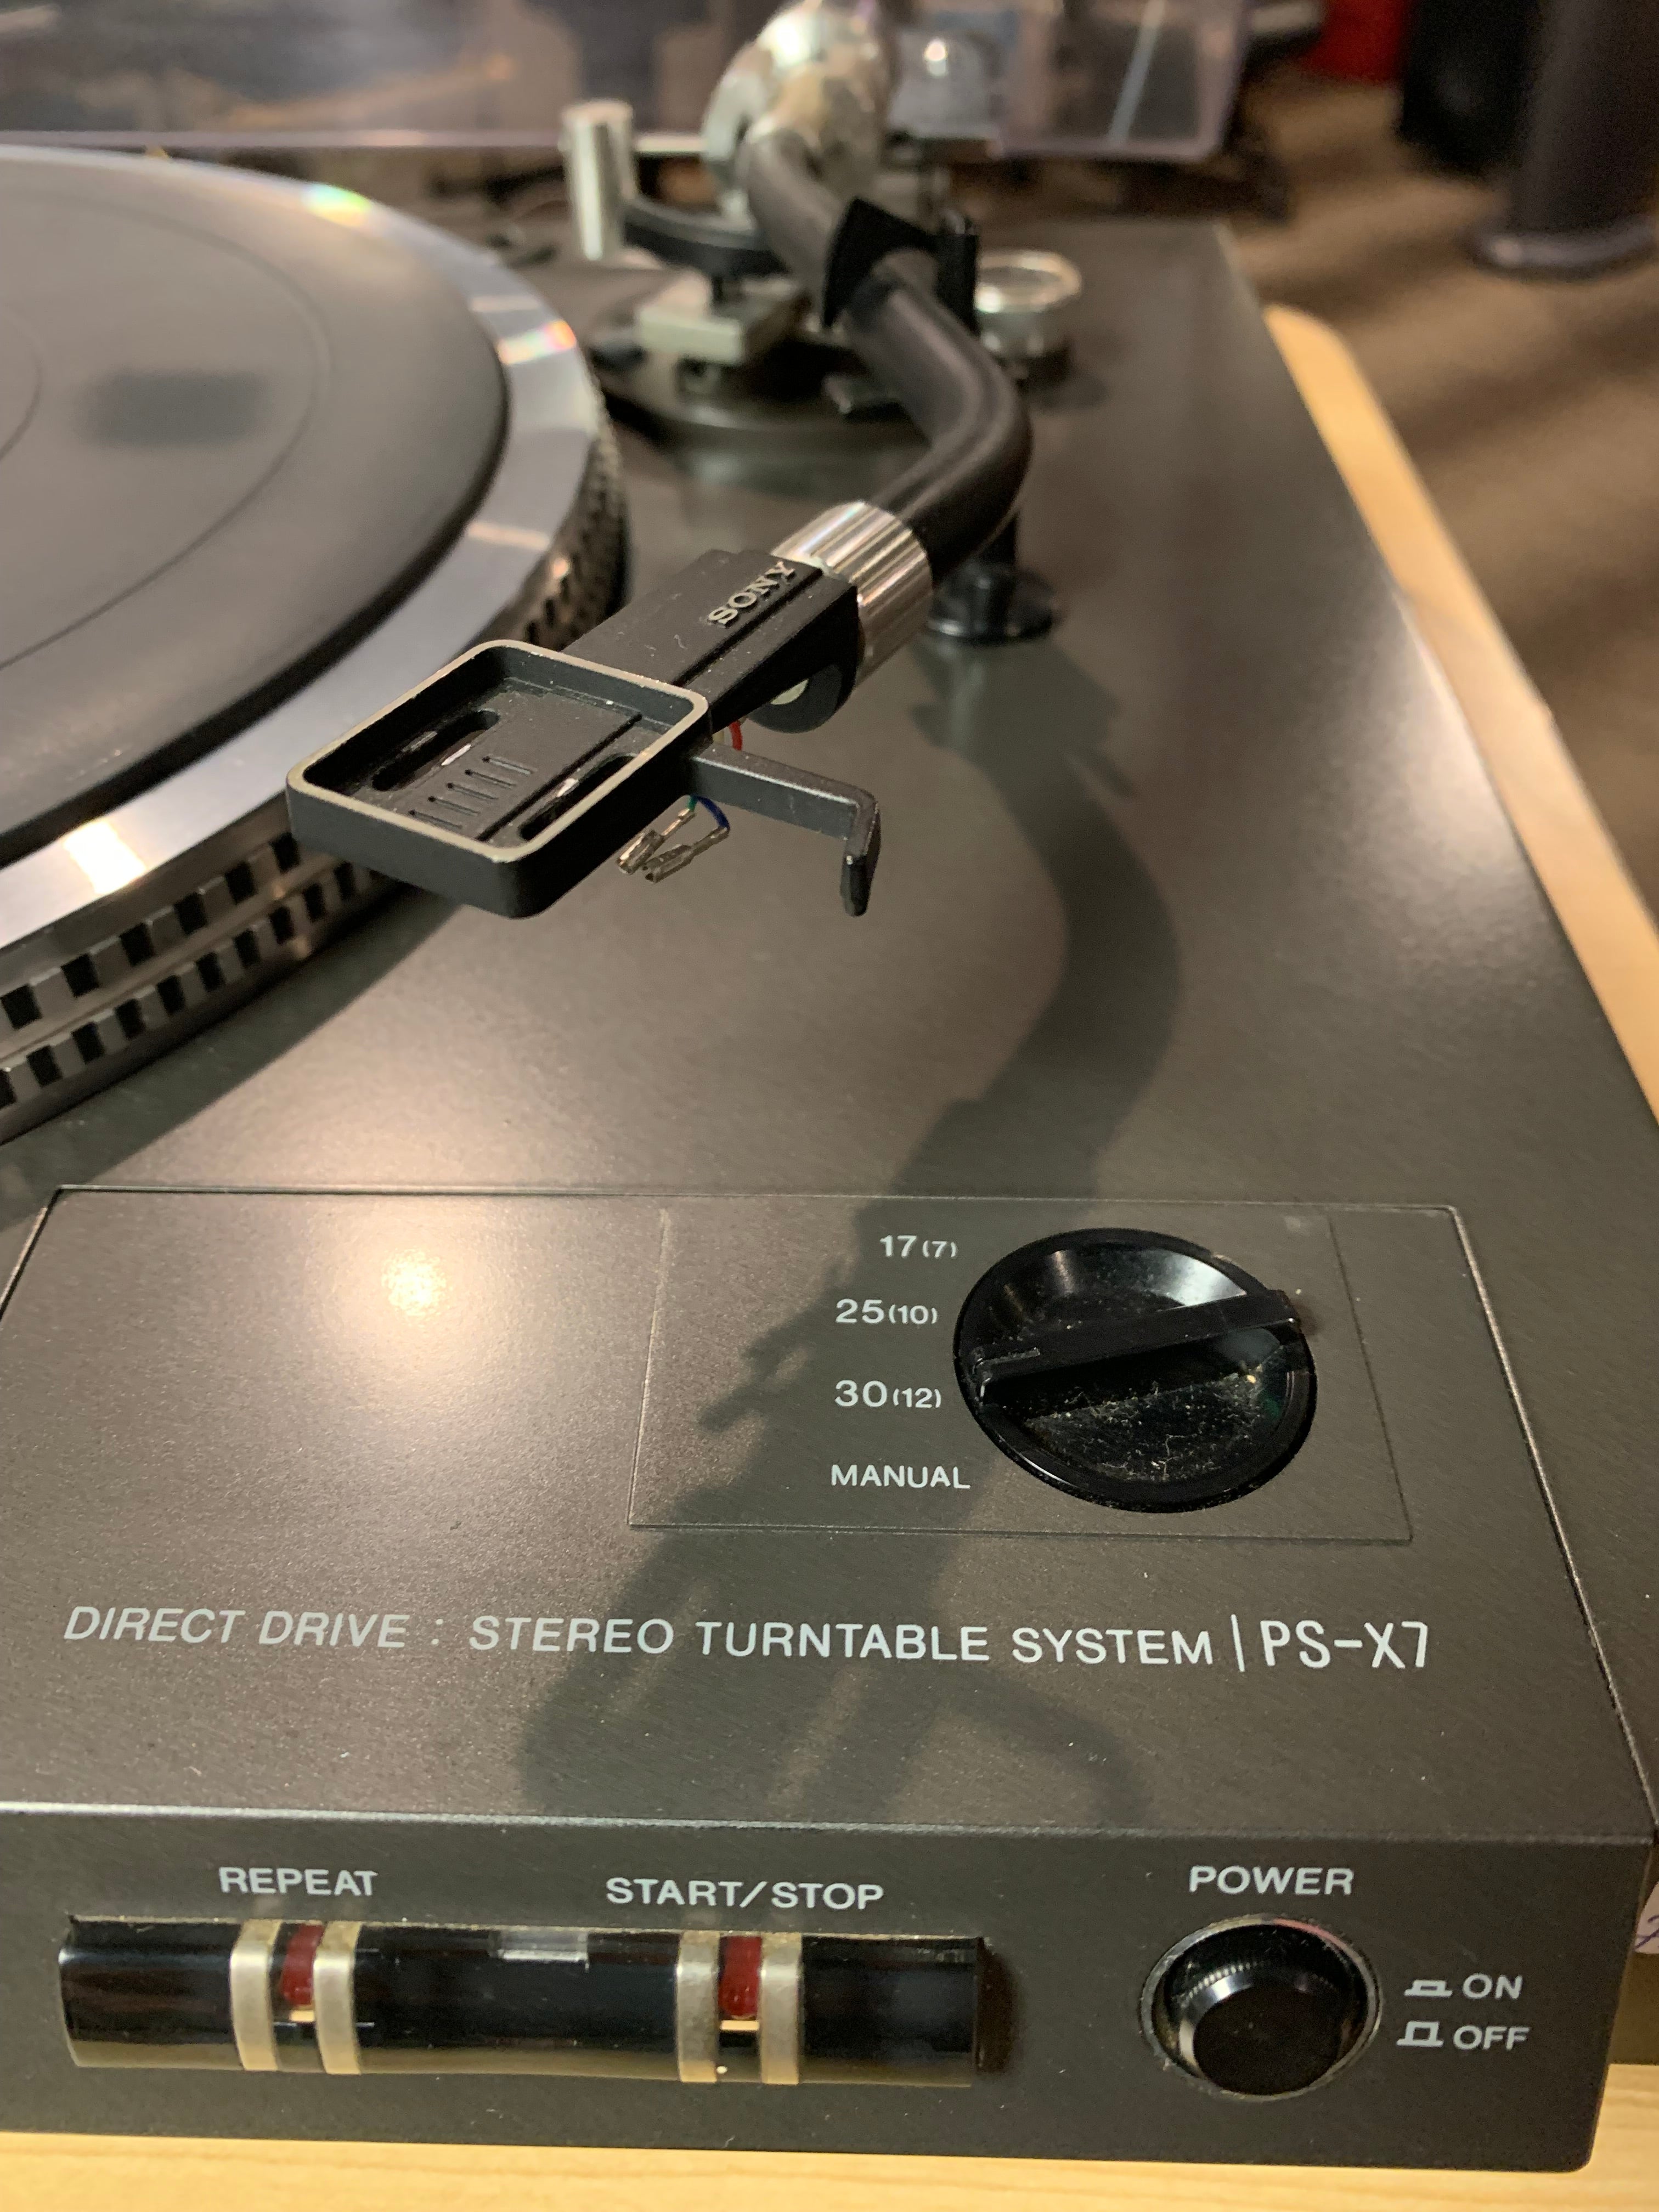 SONY
17(7)
25(10)
30(12)
MANUAL
DIRECT DRIVE : STEREO TURNTABLE SYSTEM | PS-X7
REPEAT
START/STOP
POWER
ON
OFF